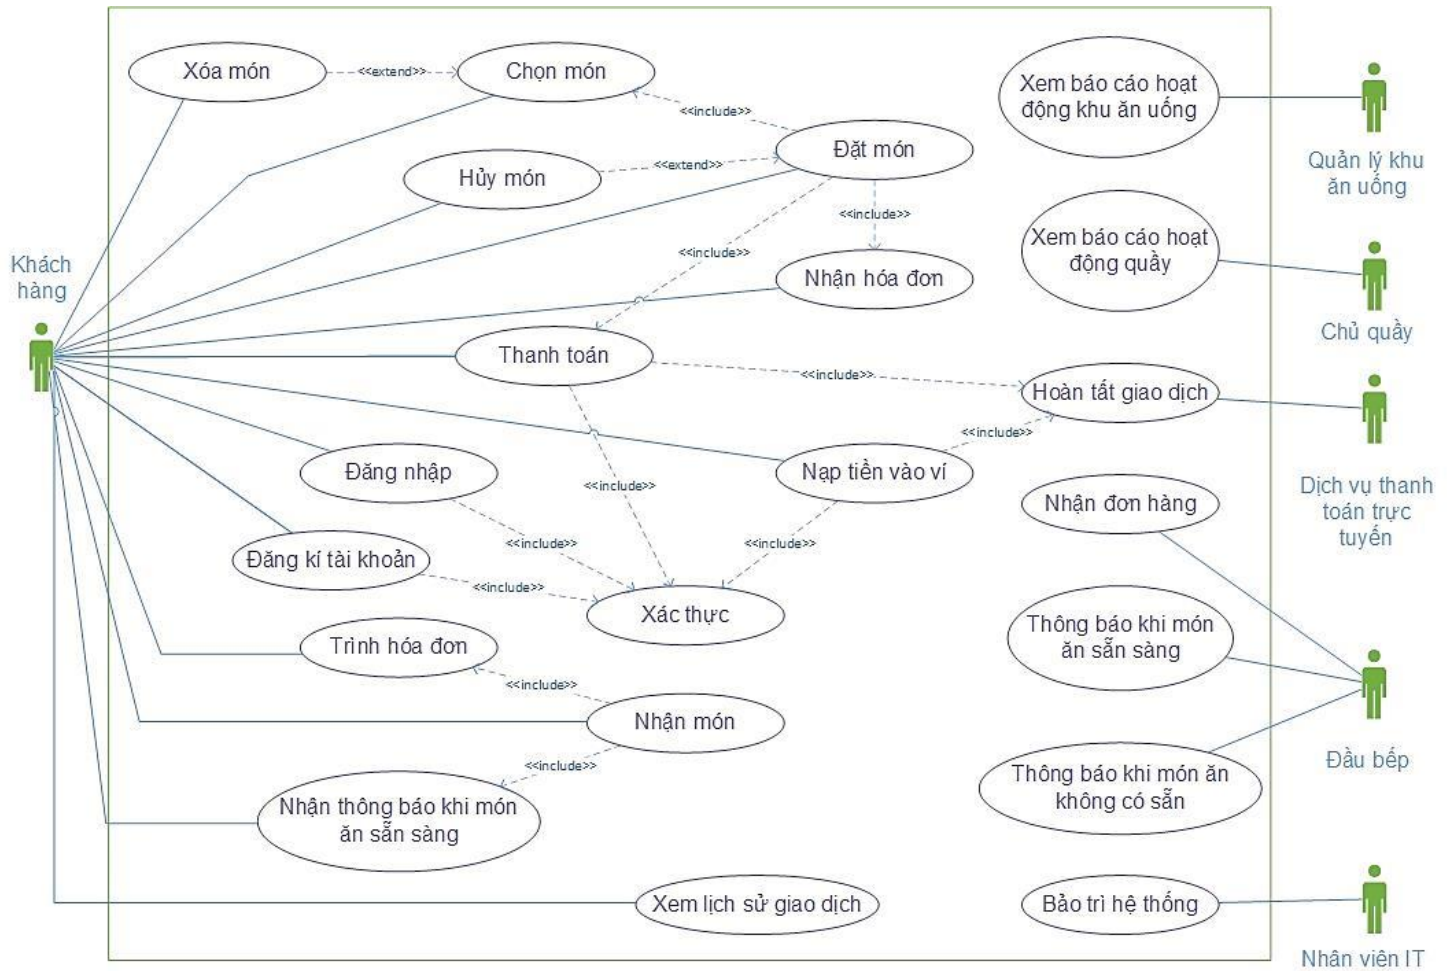 Xóa món
<<extend>>
Chọn món
<<include>>
Xem báo cáo hoạt
động khu ăn uống
Quản lý khu
ăn uống
Đặt món
Hủy món
<<extend>>
<<include>>
<<include>>
Xem báo cáo hoạt
động quầy
Chủ quầy
Khách
hàng
Nhận hóa đơn
Thanh toán
<<include>>
Hoàn tất giao dịch
Dịch vụ thanh
toán trực
tuyến
<<include>>
Đăng nhập
<<include>>
Nạp tiền vào ví
Nhận đơn hàng
<<include>>
<<include>>
Đăng kí tài khoản
<<include>>
Xác thực
Thông báo khi món
ăn sẵn sàng
Trình hóa đơn
<<include>>
Nhận món
Đầu bếp
<<include>>
Thông báo khi món ăn
không có sẵn
Nhận thông báo khi món
ăn sẵn sàng
Xem lịch sử giao dịch
Bảo trì hệ thống
Nhân viên IT